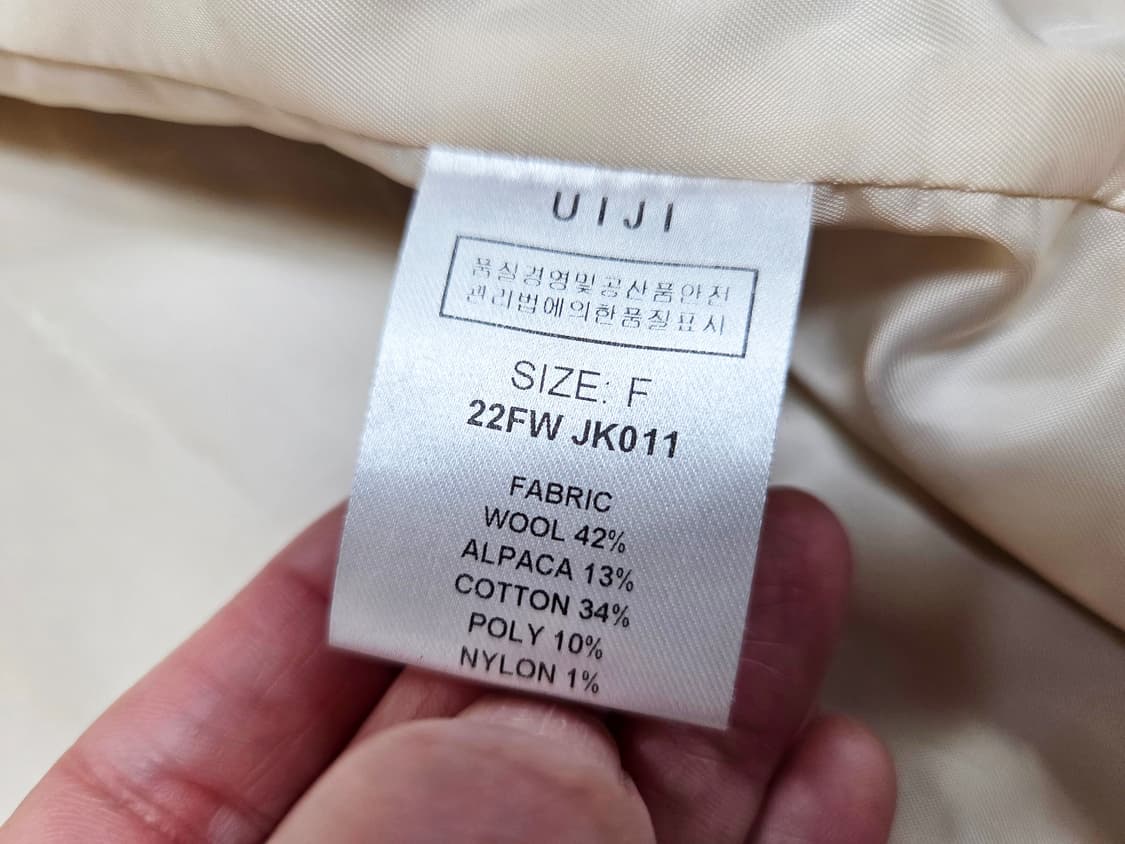 UIJI
품질경영및공산품안전
관리법에의한품질표시
SIZE: F
22FW JK011
FABRIC
WOOL 42%
ALPACA 13%
COTTON 34%
POLY 10%
NYLON 1%